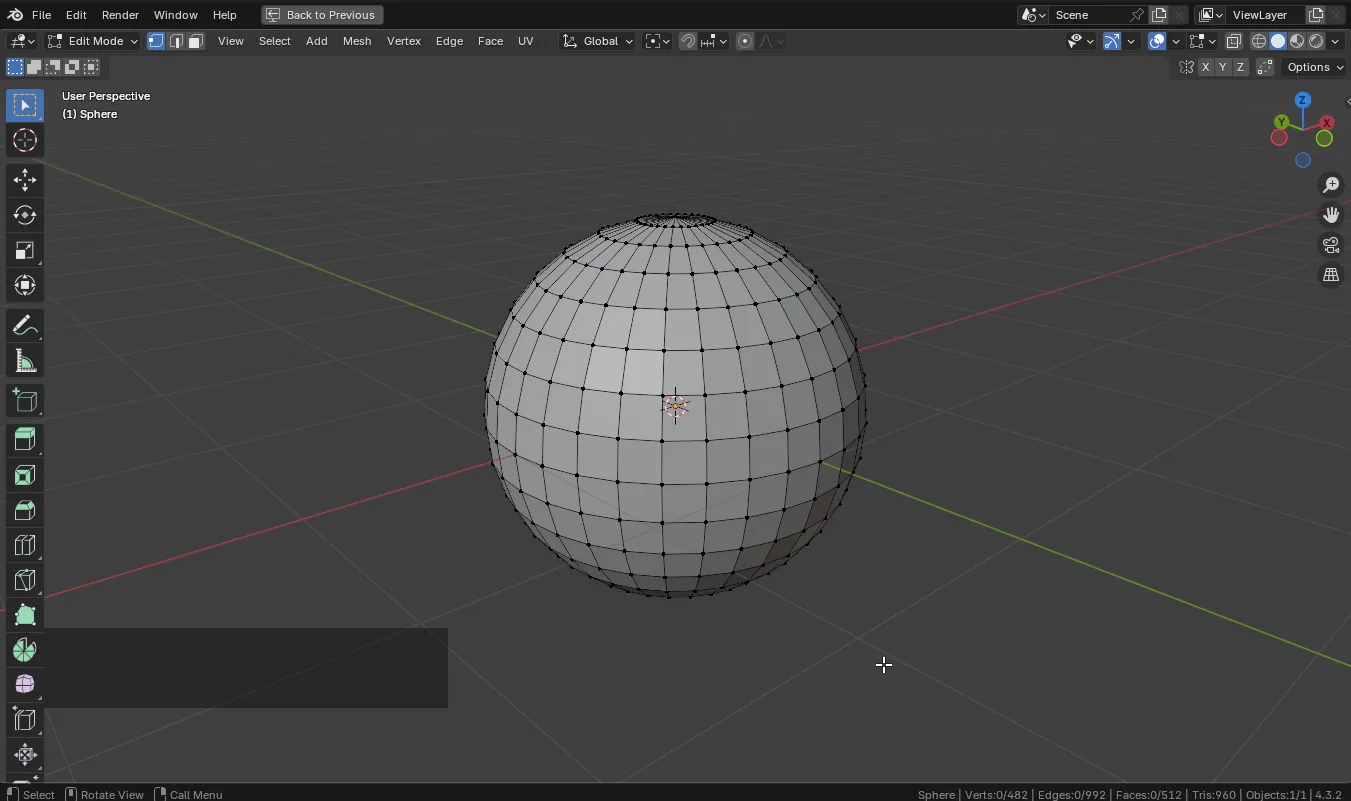 File Edit Render Window Help Back to Previous Scene ViewLayer
Edit Mode View Select Add Mesh Vertex Edge Face UV Global
X Y Z Options
User Perspective
(1) Sphere
Z
Y X
Select Rotate View Call Menu Sphere | Verts:0/482 | Edges:0/992 | Faces:0/512 | Tris:960 | Objects:1/1 | 4.3.2